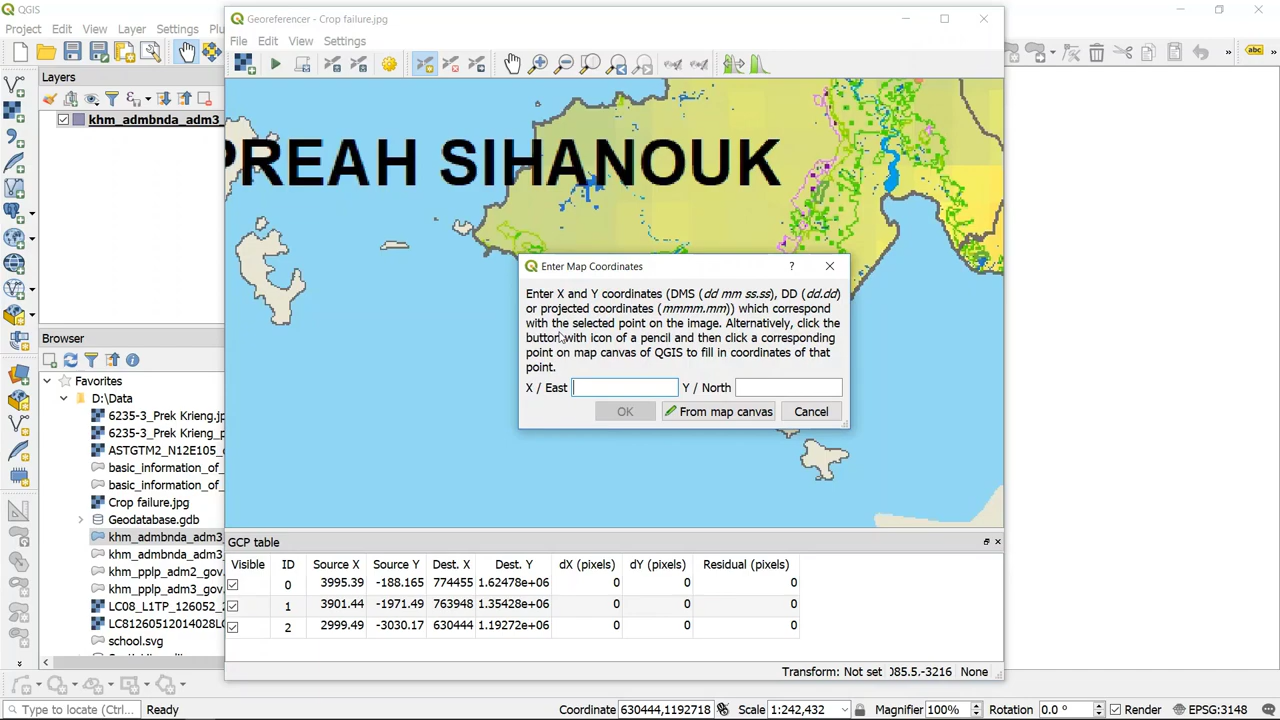 QGIS
Project Edit View Layer Settings Plu
Georeferencer - Crop failure.jpg
File Edit View Settings
abc
»
Layers
khm_admbnda_adm3_
PREAH SIHANOUK
Enter Map Coordinates
?
Enter X and Y coordinates (DMS (dd mm ss.ss), DD (dd.dd)
or projected coordinates (mmmm.mm)) which correspond
with the selected point on the image. Alternatively, click the
button with icon of a pencil and then click a corresponding
point on map canvas of QGIS to fill in coordinates of that
point.
X / East
Y / North
OK
From map canvas
Cancel
Browser
Favorites
D:\Data
6235-3_Prek Krieng.jp
6235-3_Prek Krieng_p
ASTGTM2_N12E105_
basic_information_of_
basic_information_of_
Crop failure.jpg
Geodatabase.gdb
khm_admbnda_adm3_
khm_admbnda_adm3_
khm_pplp_adm2_gov.
khm_pplp_adm3_gov.
LC08_L1TP_126052_2
LC81260512014028L
school.svg
GCP table
Visible ID Source X Source Y Dest. X Dest. Y dX (pixels) dY (pixels) Residual (pixels)
0 3995.39 -188.165 774455 1.62478e+06 0 0 0
1 3901.44 -1971.49 763948 1.35428e+06 0 0 0
2 2999.49 -3030.17 630444 1.19272e+06 0 0 0
Transform: Not set 085.5,-3216 None
Type to locate (Ctrl... Ready Coordinate 630444,1192718 Scale 1:242,432 Magnifier 100% Rotation 0.0 ° Render EPSG:3148